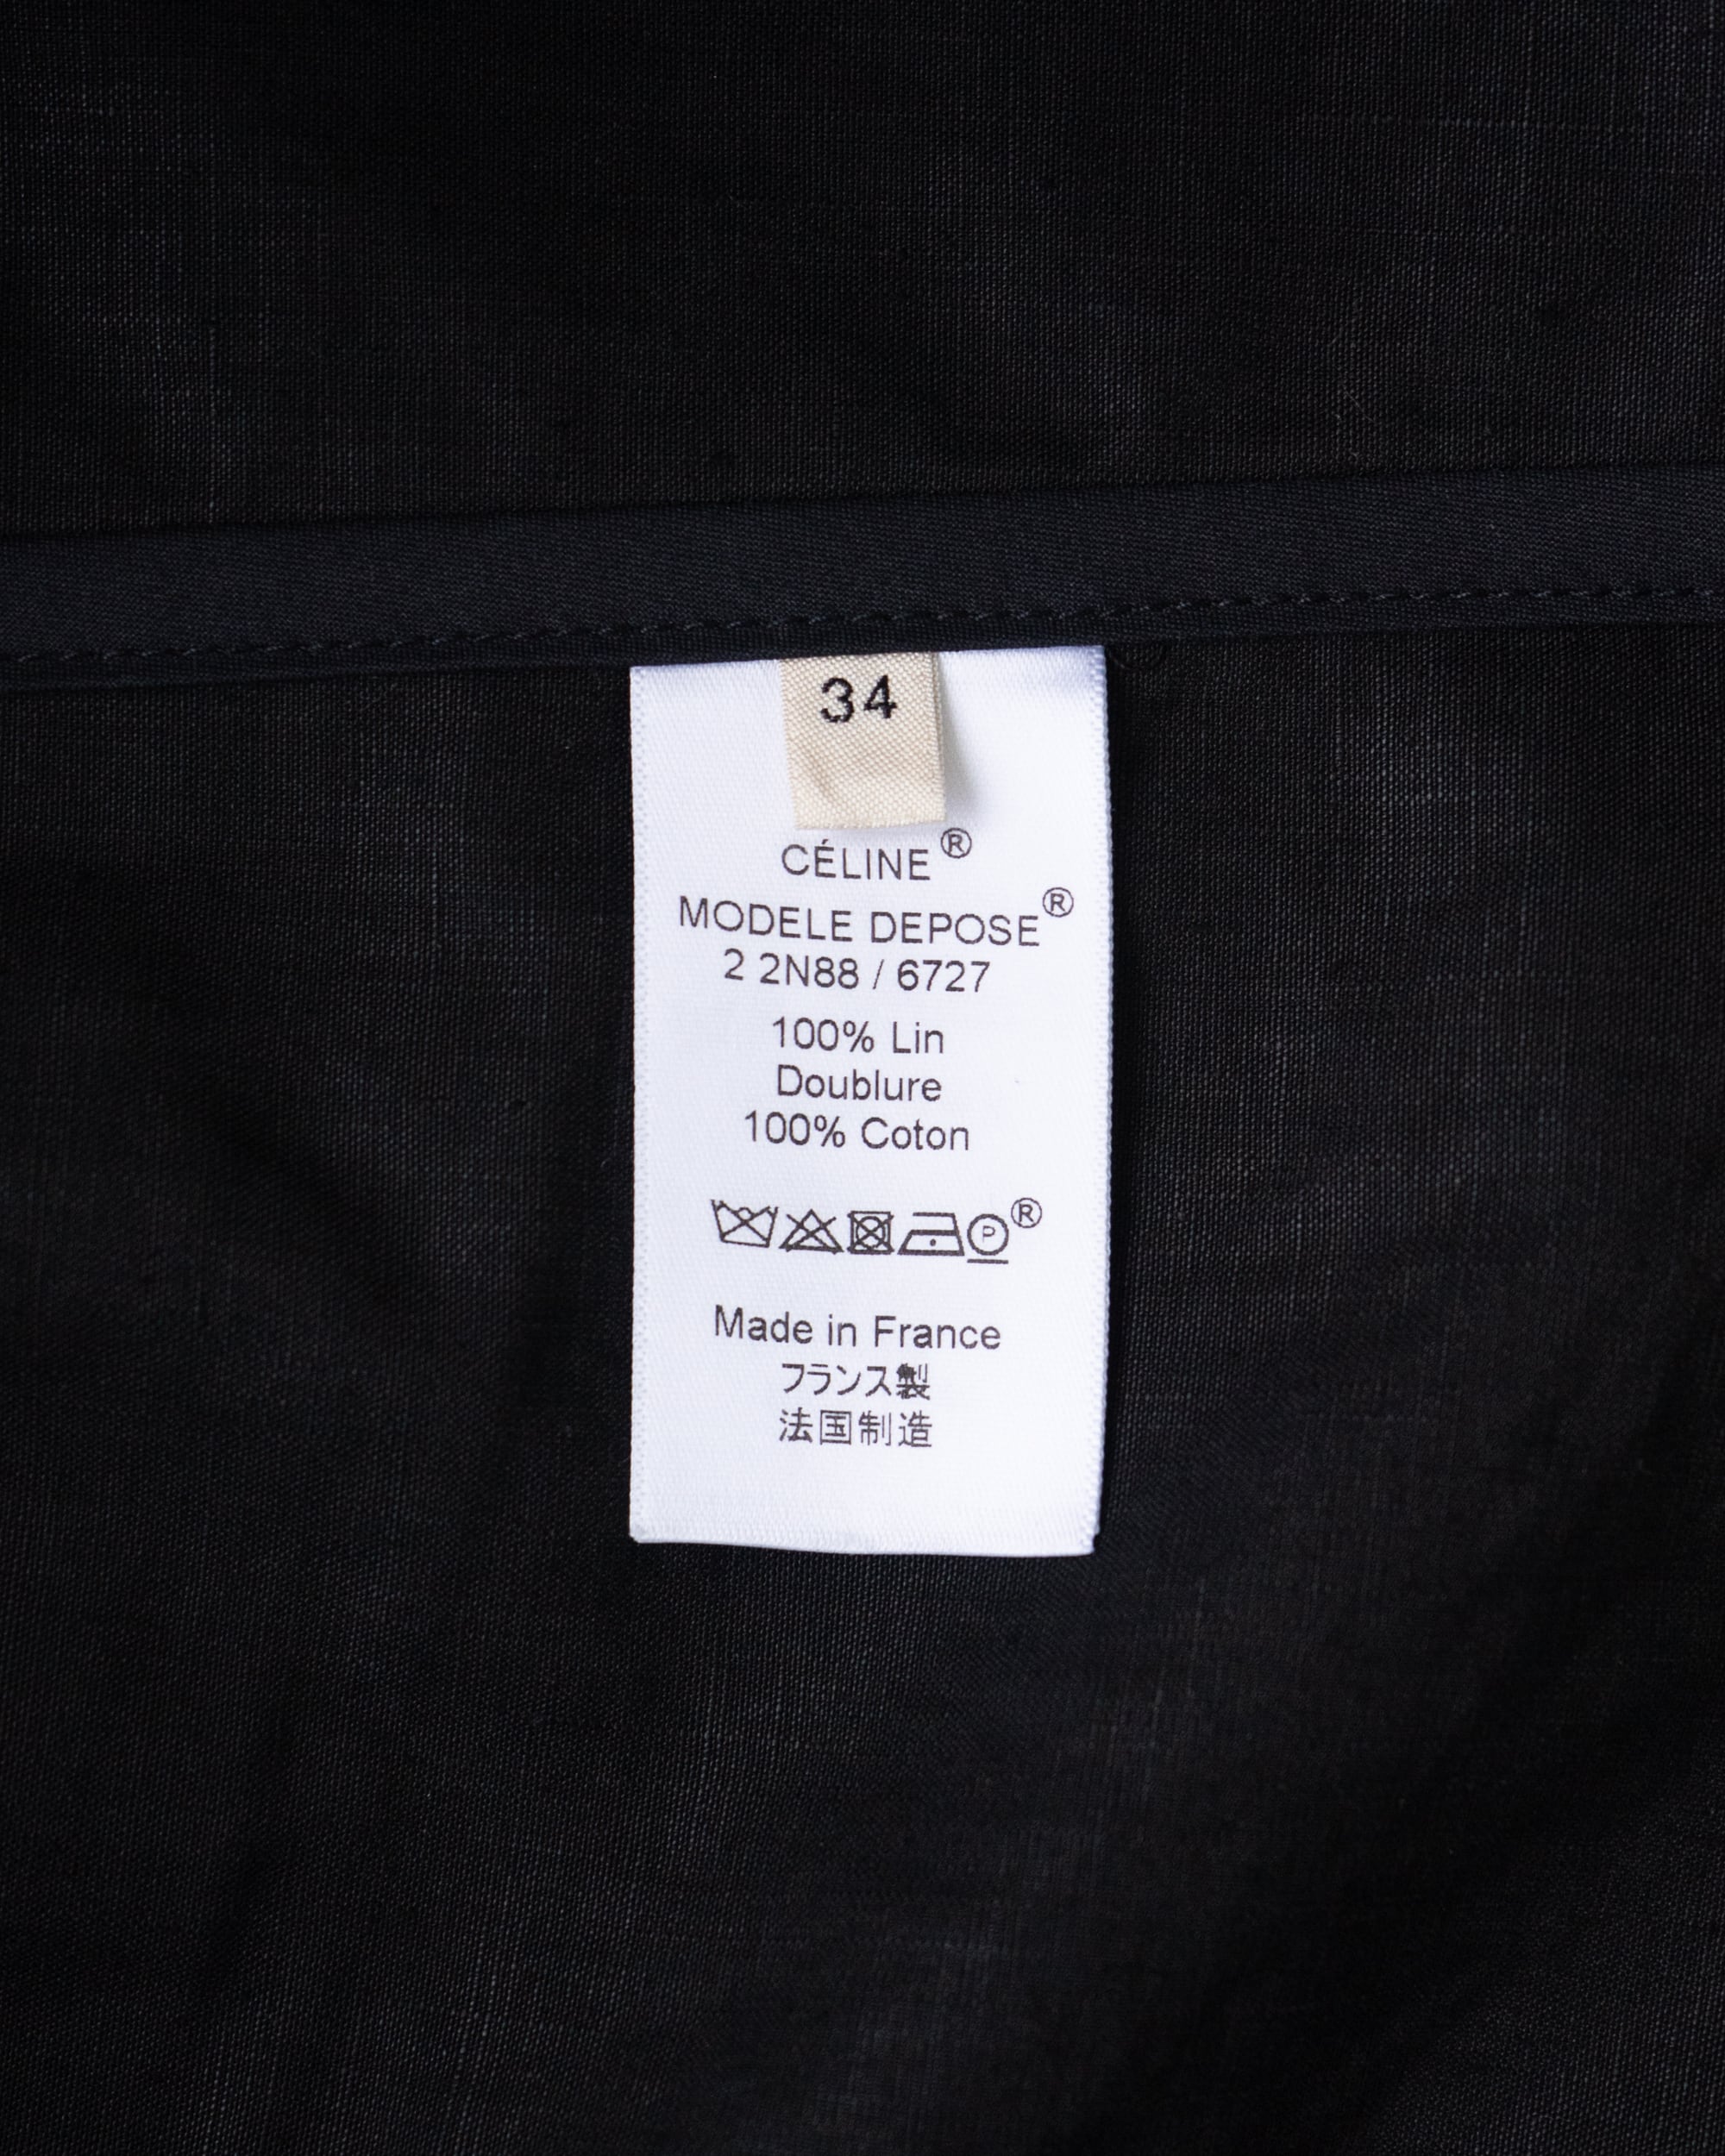 34
CÉLINE®
MODELE DEPOSE®
2 2N88 / 6727
100% Lin
Doublure
100% Coton
P ®
Made in France
フランス製
法国制造